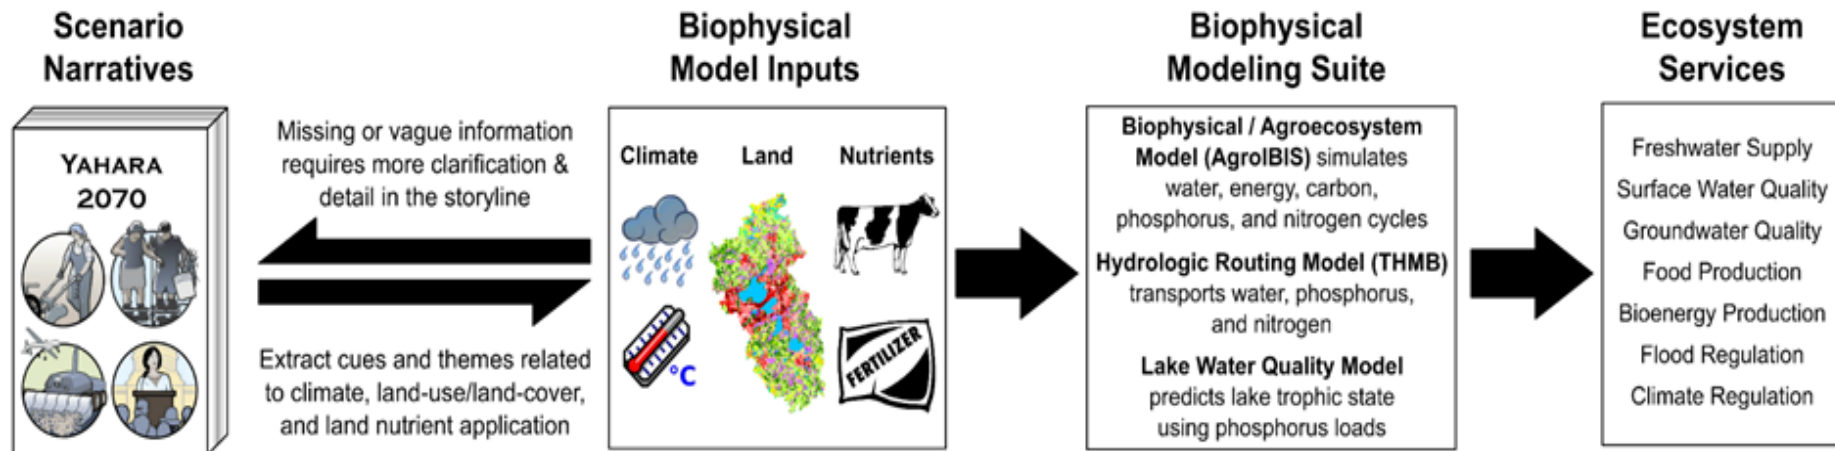 Scenario
Narratives
YAHARA
2070
Missing or vague information
requires more clarification &
detail in the storyline
Extract cues and themes related
to climate, land-use/land-cover,
and land nutrient application
Biophysical
Model Inputs
Climate
Land
Nutrients
°C
FERTILIZER
Biophysical
Modeling Suite
Biophysical / Agroecosystem
Model (AgroIBIS) simulates
water, energy, carbon,
phosphorus, and nitrogen cycles
Hydrologic Routing Model (THMB)
transports water, phosphorus,
and nitrogen
Lake Water Quality Model
predicts lake trophic state
using phosphorus loads
Ecosystem
Services
Freshwater Supply
Surface Water Quality
Groundwater Quality
Food Production
Bioenergy Production
Flood Regulation
Climate Regulation